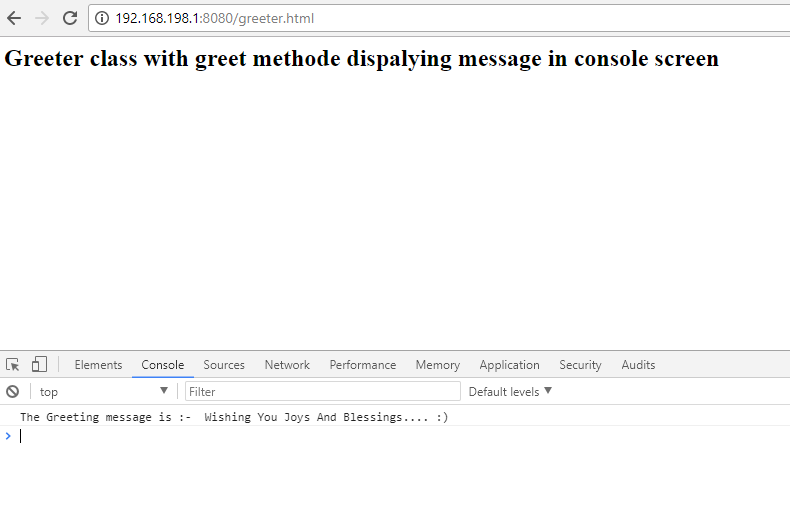 192.168.198.1:8080/greeter.html
Greeter class with greet methode dispalying message in console screen
Elements Console Sources Network Performance Memory Application Security Audits
top Filter Default levels
The Greeting message is :-  Wishing You Joys And Blessings.... :)